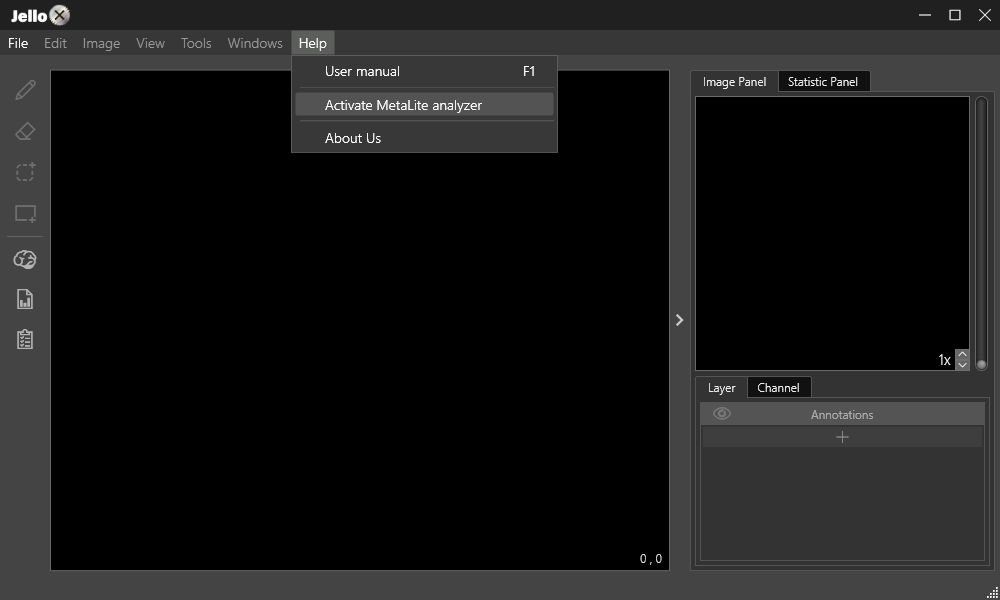 JelloX
File Edit Image View Tools Windows Help
User manual F1
Activate MetaLite analyzer
About Us
Image Panel Statistic Panel
1x
Layer Channel
Annotations
0 , 0